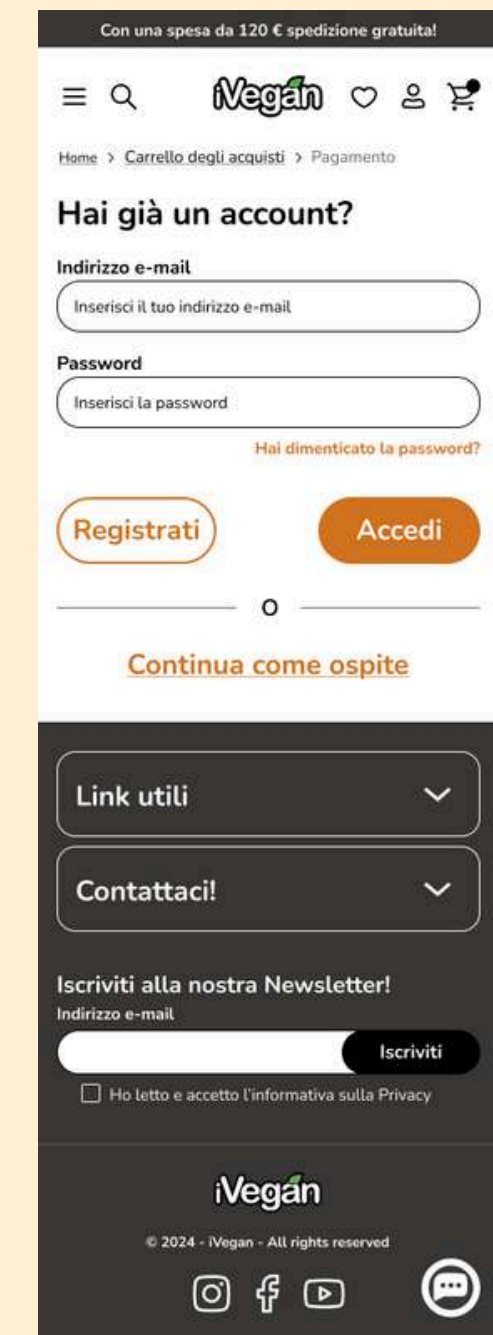 Con una spesa da 120 € spedizione gratuita!
iVegan
Home > Carrello degli acquisti > Pagamento
Hai già un account?
Indirizzo e-mail
Inserisci il tuo indirizzo e-mail
Password
Inserisci la password
Hai dimenticato la password?
Registrati Accedi
O
Continua come ospite
Link utili
Contattaci!
Iscriviti alla nostra Newsletter!
Indirizzo e-mail
Iscriviti
Ho letto e accetto l'informativa sulla Privacy
iVegan
© 2024 - iVegan - All rights reserved